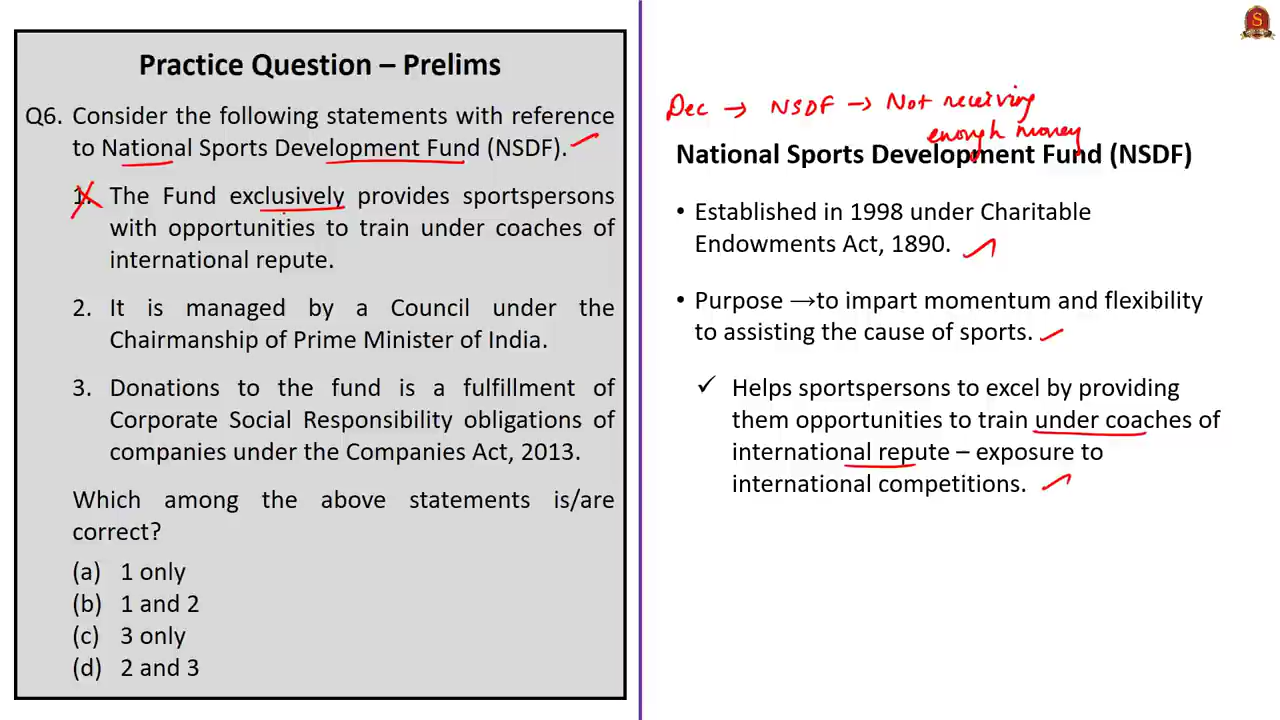 Practice Question – Prelims
Q6. Consider the following statements with reference
to National Sports Development Fund (NSDF).
1. The Fund exclusively provides sportspersons
with opportunities to train under coaches of
international repute.
2. It is managed by a Council under the
Chairmanship of Prime Minister of India.
3. Donations to the fund is a fulfillment of
Corporate Social Responsibility obligations of
companies under the Companies Act, 2013.
Which among the above statements is/are
correct?
(a) 1 only
(b) 1 and 2
(c) 3 only
(d) 2 and 3
Dec → NSDF → Not receiving
enough money
National Sports Development Fund (NSDF)
• Established in 1998 under Charitable
Endowments Act, 1890.
• Purpose →to impart momentum and flexibility
to assisting the cause of sports.
✓ Helps sportspersons to excel by providing
them opportunities to train under coaches of
international repute – exposure to
international competitions.
S